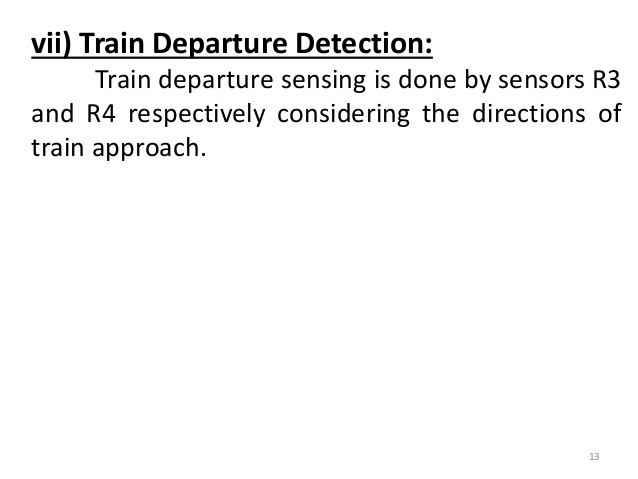 vii) Train Departure Detection:
Train departure sensing is done by sensors R3
and R4 respectively considering the directions of
train approach.
13